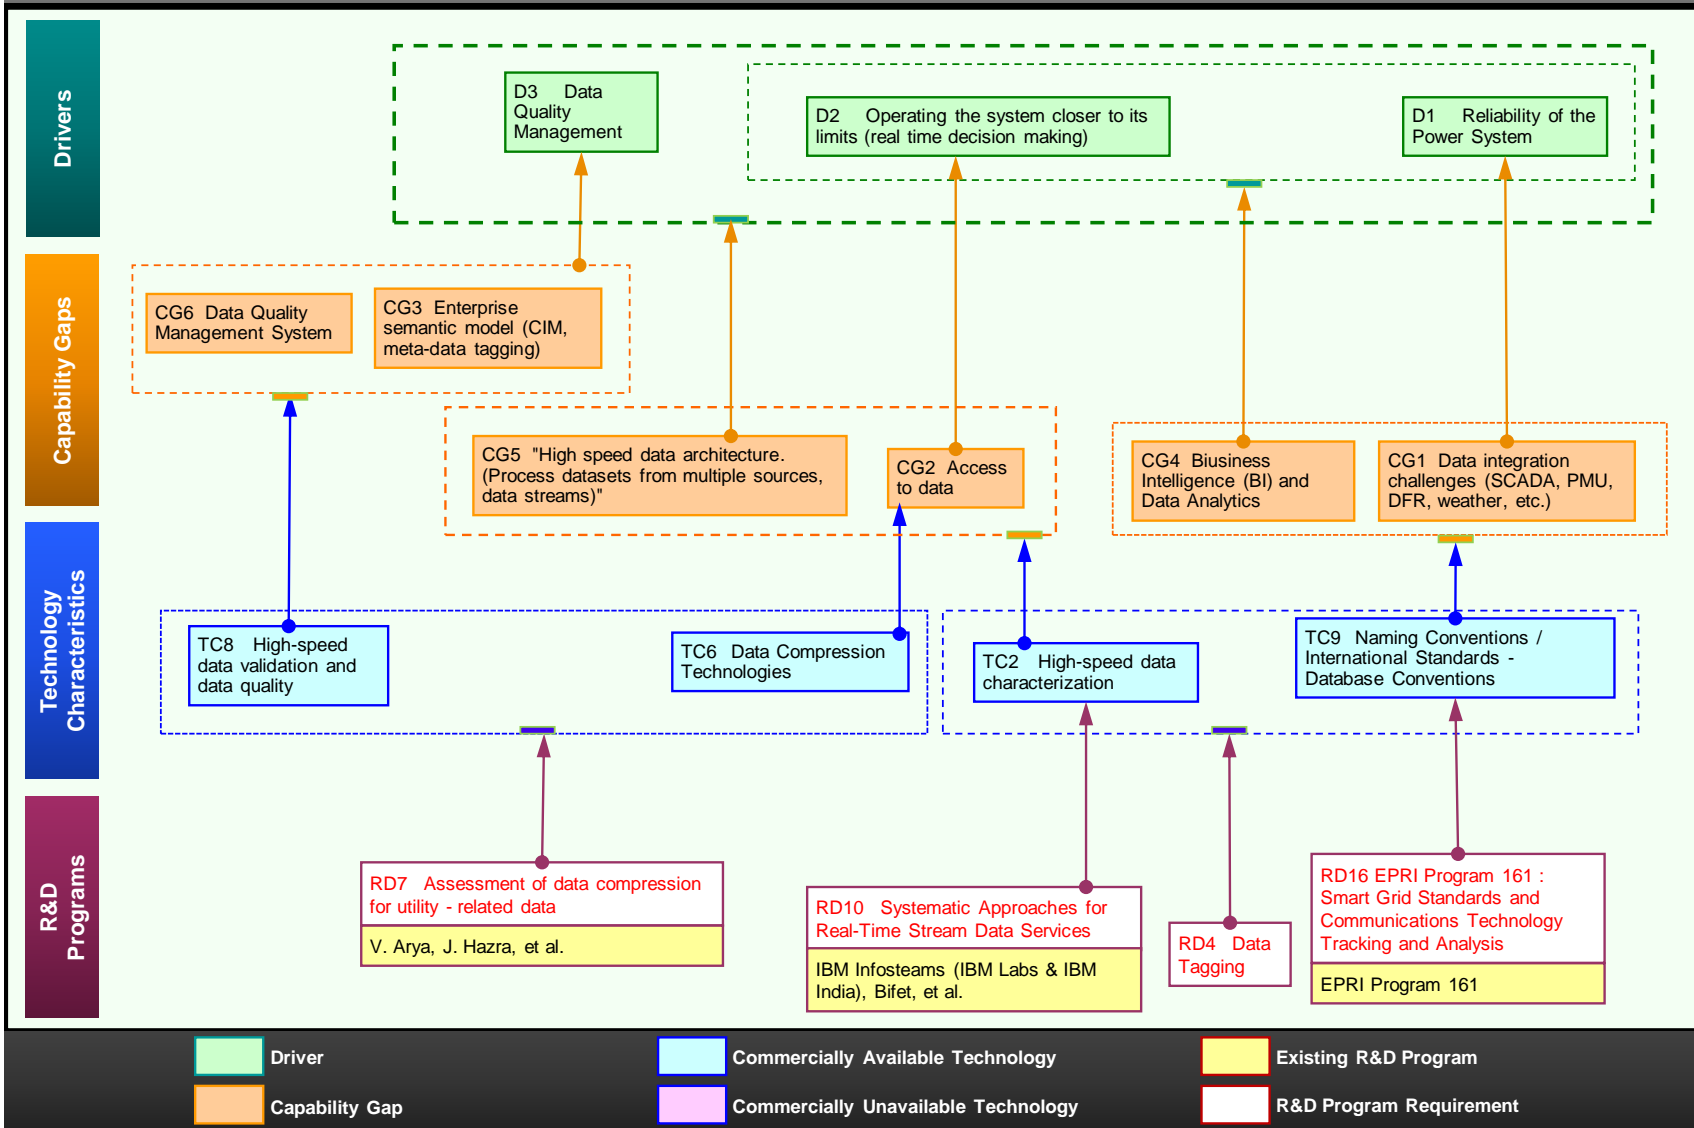 Drivers
D3 Data
Quality
Management
D2 Operating the system closer to its
limits (real time decision making)
D1 Reliability of the
Power System
Capability Gaps
CG6 Data Quality
Management System
CG3 Enterprise
semantic model (CIM,
meta-data tagging)
CG5 "High speed data architecture.
(Process datasets from multiple sources,
data streams)"
CG2 Access
to data
CG4 Biusiness
Intelligence (BI) and
Data Analytics
CG1 Data integration
challenges (SCADA, PMU,
DFR, weather, etc.)
Technology
Characteristics
TC8 High-speed
data validation and
data quality
TC6 Data Compression
Technologies
TC2 High-speed data
characterization
TC9 Naming Conventions /
International Standards -
Database Conventions
R&D
Programs
RD7 Assessment of data compression
for utility - related data
V. Arya, J. Hazra, et al.
RD10 Systematic Approaches for
Real-Time Stream Data Services
IBM Infosteams (IBM Labs & IBM
India), Bifet, et al.
RD4 Data
Tagging
RD16 EPRI Program 161 :
Smart Grid Standards and
Communications Technology
Tracking and Analysis
EPRI Program 161
Driver
Commercially Available Technology
Existing R&D Program
Capability Gap
Commercially Unavailable Technology
R&D Program Requirement